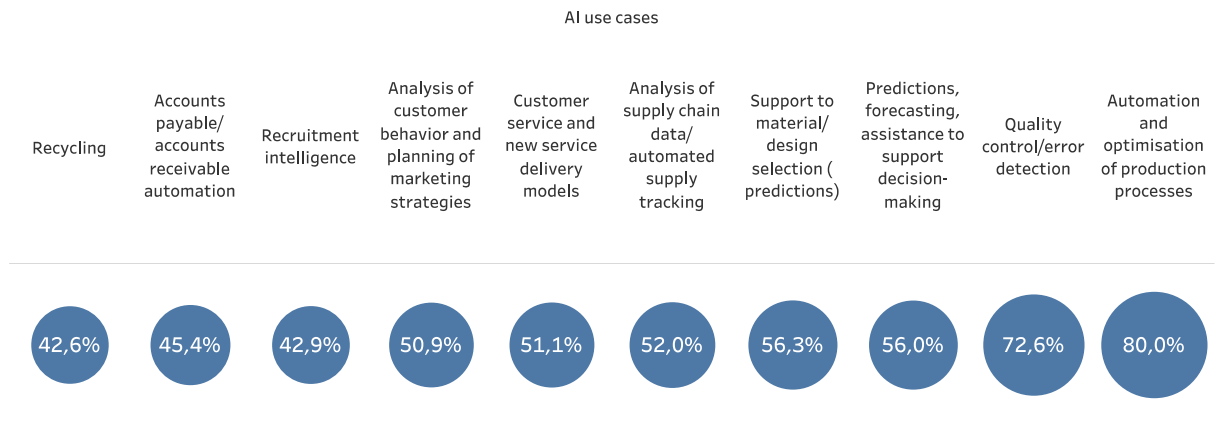 AI use cases
Recycling
Accounts
payable/
accounts
receivable
automation
Recruitment
intelligence
Analysis of
customer
behavior and
planning of
marketing
strategies
Customer
service and
new service
delivery
models
Analysis of
supply chain
data/
automated
supply
tracking
Support to
material/
design
selection (
predictions)
Predictions,
forecasting,
assistance to
support
decision-
making
Quality
control/error
detection
Automation
and
optimisation
of production
processes
42,6%
45,4%
42,9%
50,9%
51,1%
52,0%
56,3%
56,0%
72,6%
80,0%